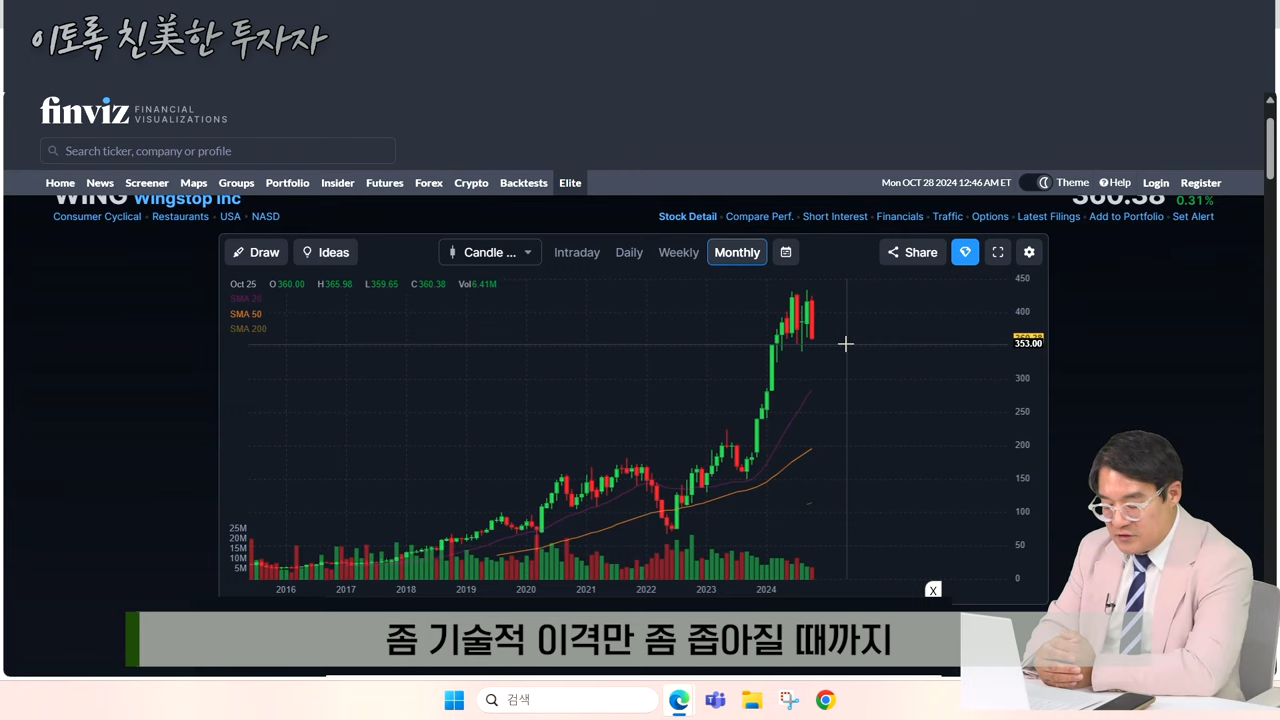 이토록 친美한 투자자
finviz FINANCIAL VISUALIZATIONS
Search ticker, company or profile
Home News Screener Maps Groups Portfolio Insider Futures Forex Crypto Backtests Elite Mon OCT 28 2024 12:46 AM ET Theme Help Login Register
WING Wingstop Inc 360.38 0.31%
Consumer Cyclical • Restaurants • USA • NASD Stock Detail • Compare Perf. • Short Interest • Financials • Traffic • Options • Latest Filings • Add to Portfolio • Set Alert
Draw Ideas Candle ... Intraday Daily Weekly Monthly Share
Oct 25 O 360.00 H 365.98 L 359.65 C 360.38 Vol 6.41M
SMA 20
SMA 50
SMA 200
450
400
353.00
300
250
200
150
100
50
0
25M
20M
15M
10M
5M
2016 2017 2018 2019 2020 2021 2022 2023 2024
X
좀 기술적 이격만 좀 좁아질 때까지
검색